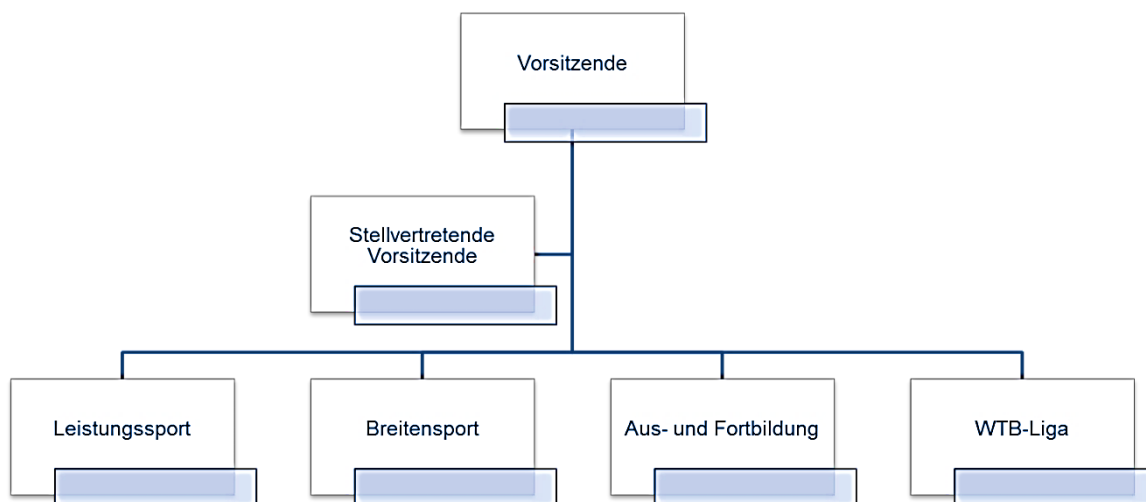 Vorsitzende
Stellvertretende
Vorsitzende
Leistungssport
Breitensport
Aus- und Fortbildung
WTB-Liga